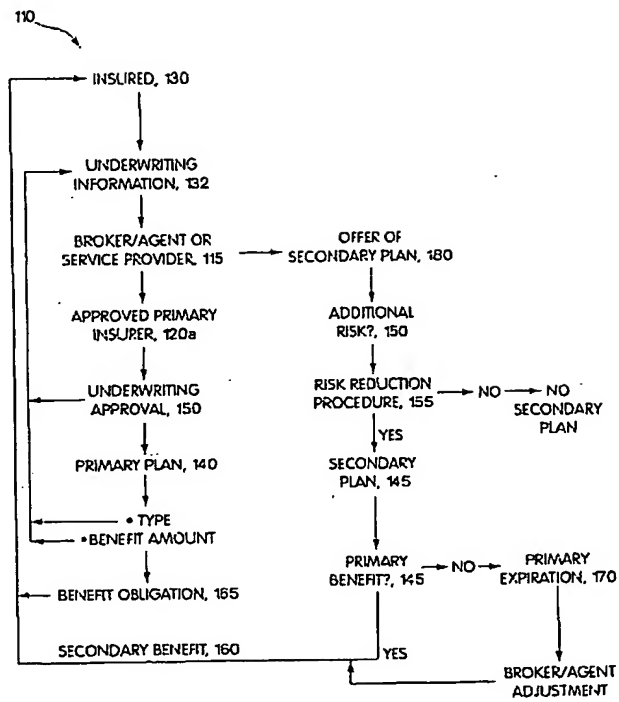 110
INSURED, 130
UNDERWRITING
INFORMATION, 132
BROKER/AGENT OR
SERVICE PROVIDER, 115
OFFER OF
SECONDARY PLAN, 180
APPROVED PRIMARY
INSURER, 120a
ADDITIONAL
RISK?, 150
UNDERWRITING
APPROVAL, 150
RISK REDUCTION
PROCEDURE, 155
NO
NO
SECONDARY
PLAN
YES
PRIMARY PLAN, 140
SECONDARY
PLAN, 145
• TYPE
• BENEFIT AMOUNT
BENEFIT OBLIGATION, 165
PRIMARY
BENEFIT?, 145
NO
PRIMARY
EXPIRATION, 170
SECONDARY BENEFIT, 160
YES
BROKER/AGENT
ADJUSTMENT